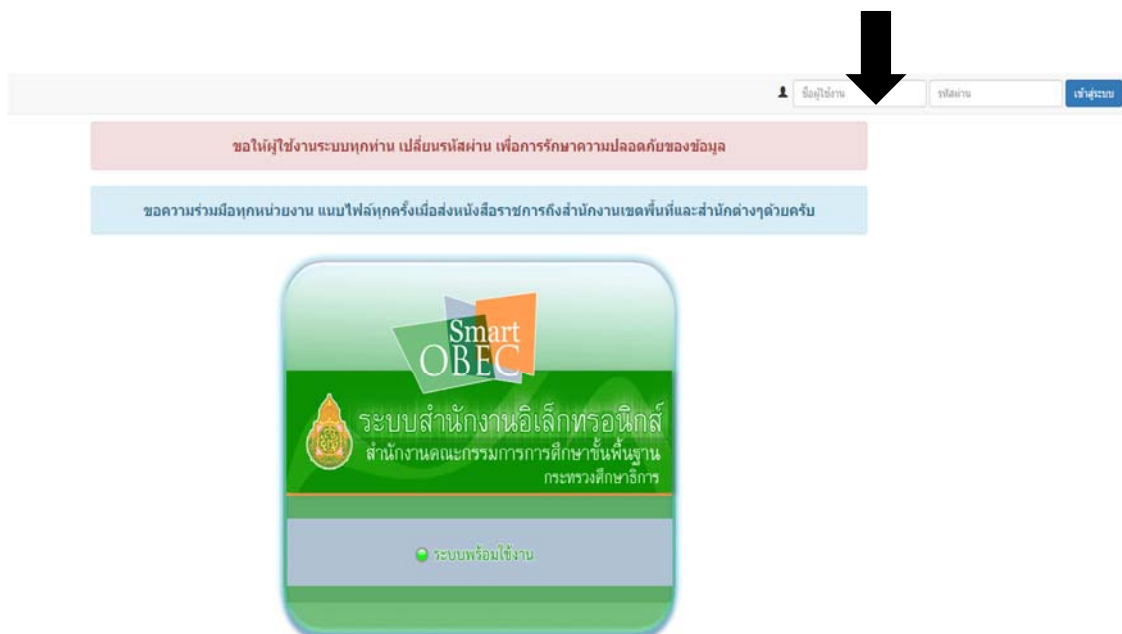 ชื่อผู้ใช้งาน รหัสผ่าน เข้าสู่ระบบ
ขอให้ผู้ใช้งานระบบทุกท่าน เปลี่ยนรหัสผ่าน เพื่อการรักษาความปลอดภัยของข้อมูล
ขอความร่วมมือทุกหน่วยงาน แนบไฟล์ทุกครั้งเมื่อส่งหนังสือราชการถึงสำนักงานเขตพื้นที่และสำนักต่างๆด้วยครับ
Smart
OBEC
ระบบสำนักงานอิเล็กทรอนิกส์
สำนักงานคณะกรรมการการศึกษาขั้นพื้นฐาน
กระทรวงศึกษาธิการ
ระบบพร้อมใช้งาน